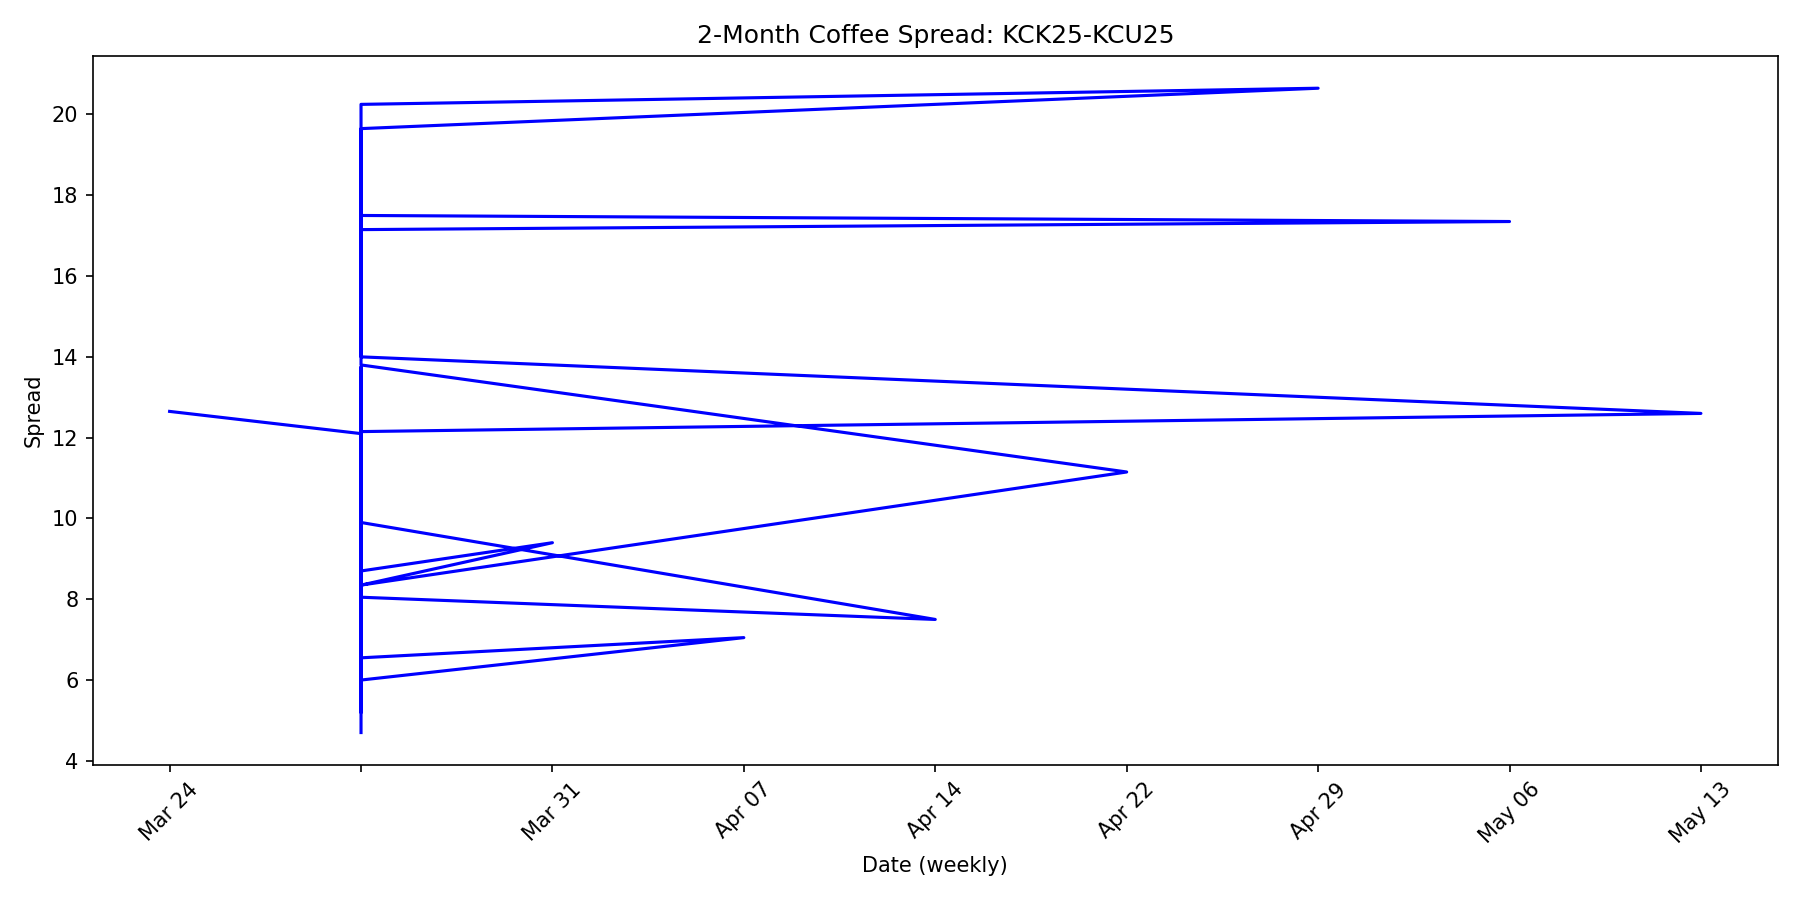 2-Month Coffee Spread: KCK25-KCU25
20
18
16
14
12
10
8
6
4
Spread
Mar 24
Mar 31
Apr 07
Apr 14
Apr 22
Apr 29
May 06
May 13
Date (weekly)